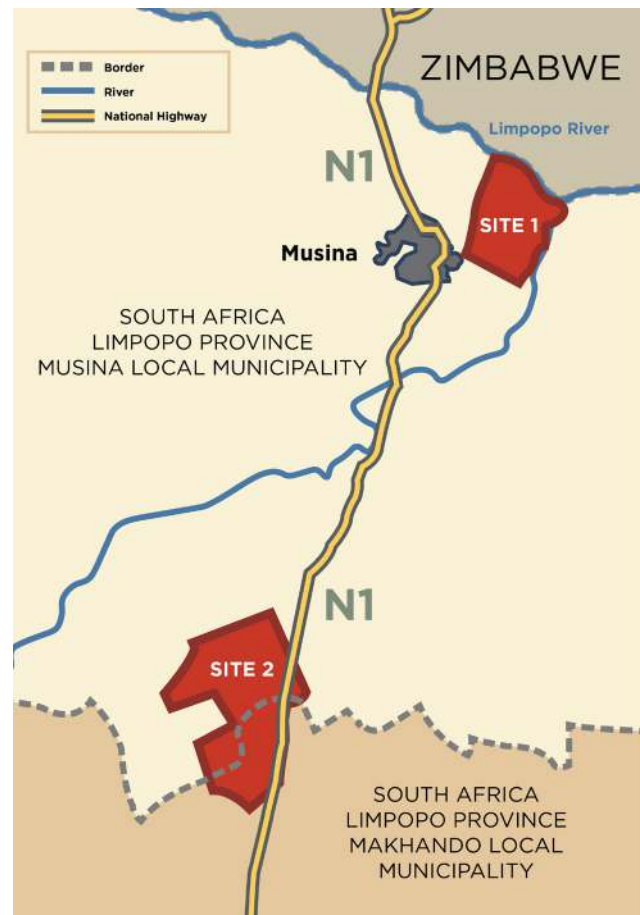 Border
River
National Highway
ZIMBABWE
Limpopo River
N1
SITE 1
Musina
SOUTH AFRICA
LIMPOPO PROVINCE
MUSINA LOCAL MUNICIPALITY
N1
SITE 2
SOUTH AFRICA
LIMPOPO PROVINCE
MAKHANDO LOCAL
MUNICIPALITY